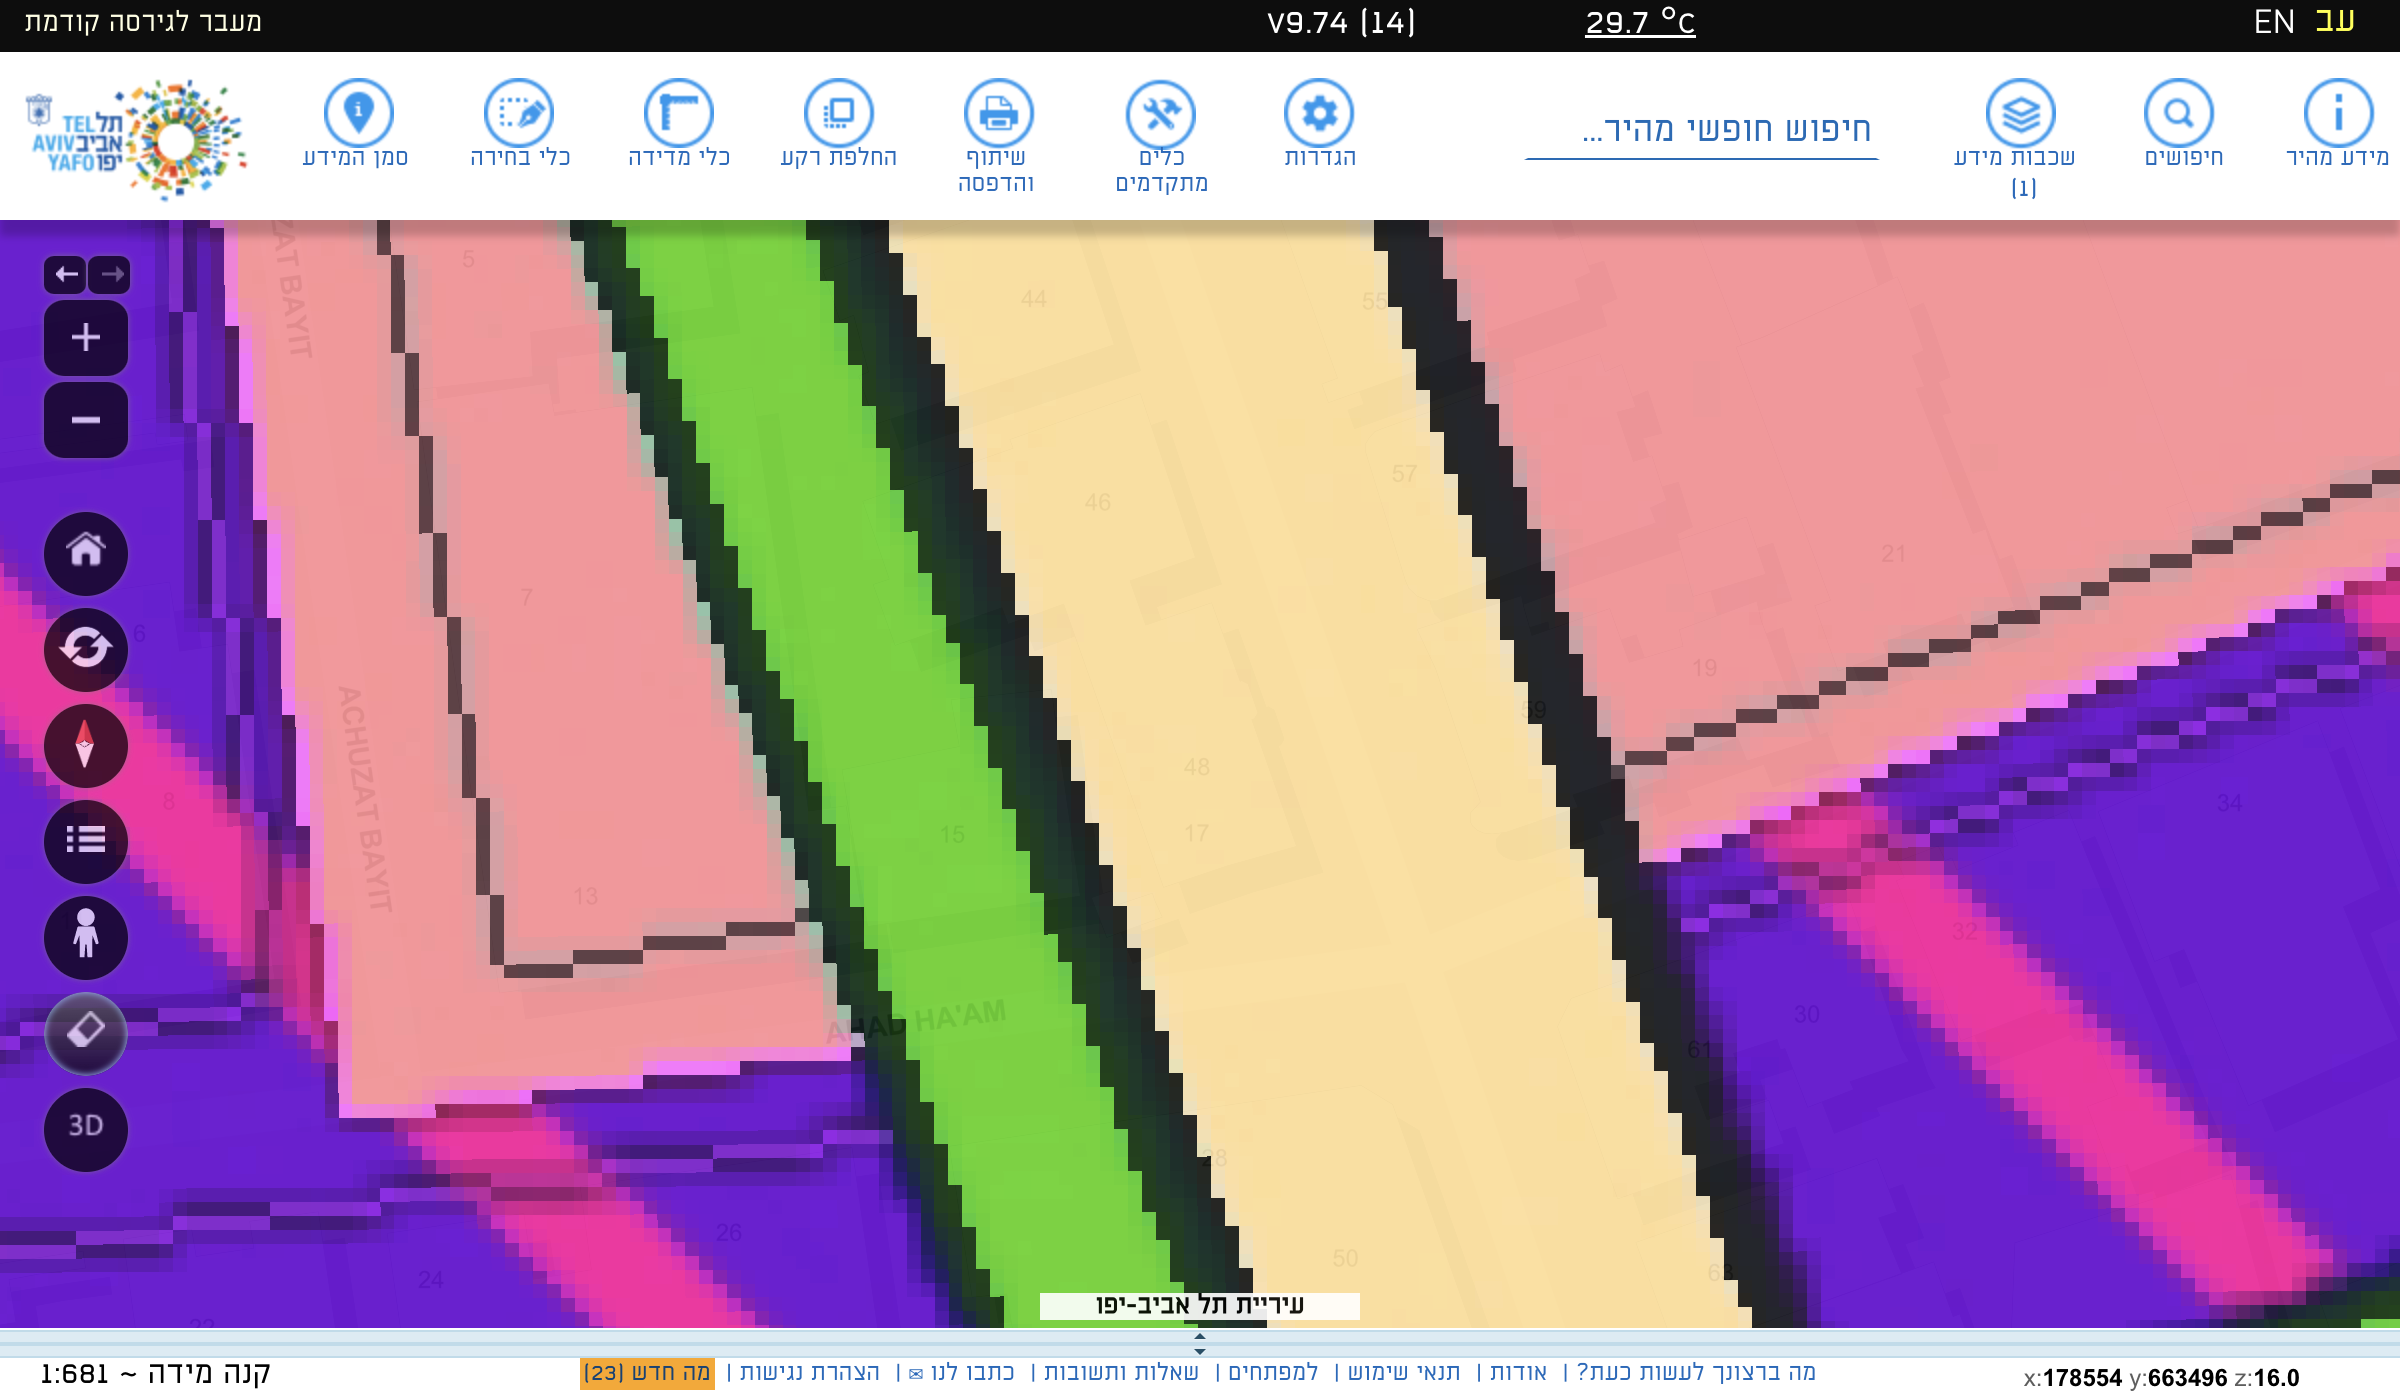 מעבר לגירסה קודמת
V9.74 (14)
29.7 °C
EN עב
TEL AVIV YAFO
תל אביב יפו
סמן המידע
כלי בחירה
כלי מדידה
החלפת רקע
שיתוף והדפסה
כלים מתקדמים
הגדרות
חיפוש חופשי מהיר...
שכבות מידע (1)
חיפושים
מידע מהיר
ZAT BAYIT
5
44
55
57
46
21
7
6
19
59
ACHUZAT BAYIT
48
8
34
15
17
13
32
AHAD HA'AM
30
61
3D
28
26
50
24
63
22
עיריית תל אביב-יפו
קנה מידה ~ 1:681
מה ברצונך לעשות כעת? | אודות | תנאי שימוש | למפתחים | שאלות ותשובות | כתבו לנו ✉ | הצהרת נגישות | מה חדש (23)
x:178554 y:663496 z:16.0